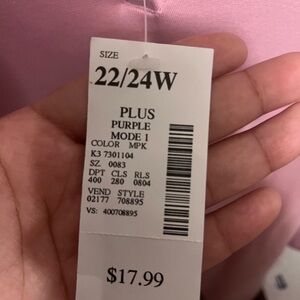 SIZE
22/24W
PLUS
PURPLE
MODE 1
COLOR MPK
K3 7301104
SZ. 0083
DPT CLS RLS
400 280 0804
VEND STYLE
02177 708895
VS: 400708895
$17.99